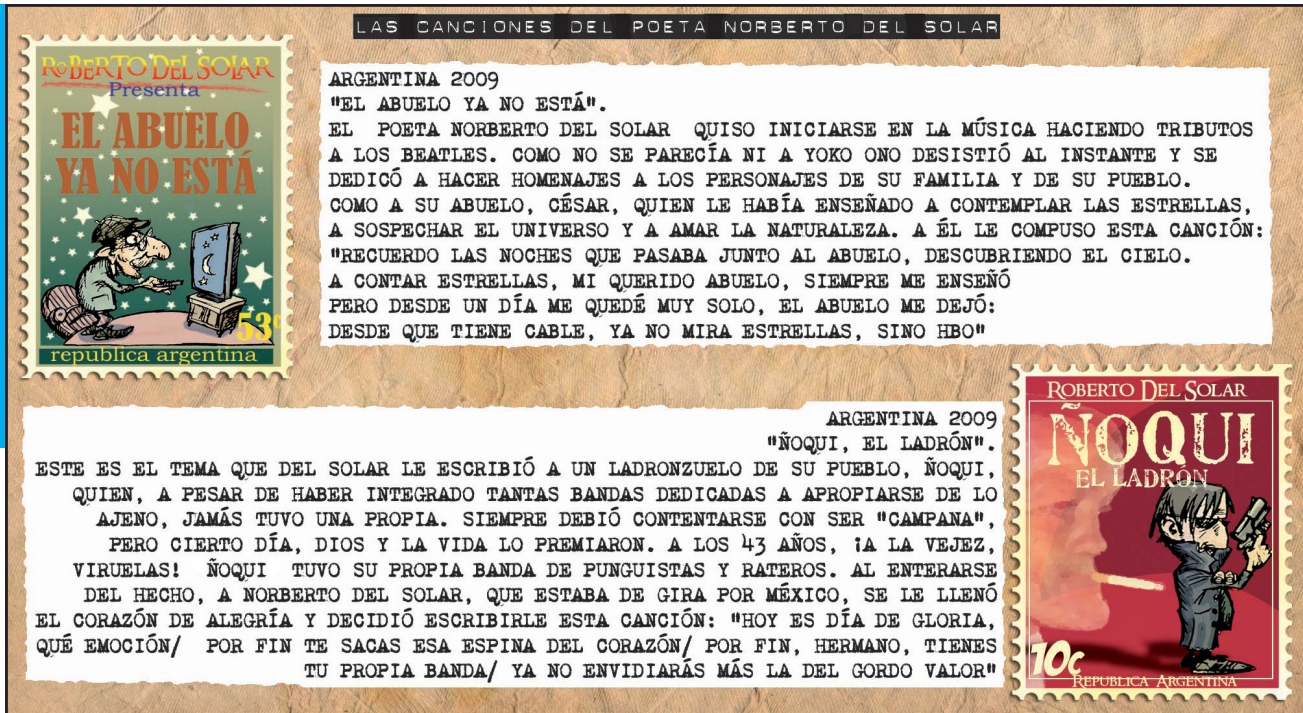 LAS CANCIONES DEL POETA NORBERTO DEL SOLAR
ROBERTO DEL SOLAR
Presenta
EL ABUELO
YA NO ESTÁ
53c
republica argentina
ARGENTINA 2009
"EL ABUELO YA NO ESTÁ".
EL POETA NORBERTO DEL SOLAR QUISO INICIARSE EN LA MÚSICA HACIENDO TRIBUTOS
A LOS BEATLES. COMO NO SE PARECÍA NI A YOKO ONO DESISTIÓ AL INSTANTE Y SE
DEDICÓ A HACER HOMENAJES A LOS PERSONAJES DE SU FAMILIA Y DE SU PUEBLO.
COMO A SU ABUELO, CÉSAR, QUIEN LE HABÍA ENSEÑADO A CONTEMPLAR LAS ESTRELLAS,
A SOSPECHAR EL UNIVERSO Y A AMAR LA NATURALEZA. A ÉL LE COMPUSO ESTA CANCIÓN:
"RECUERDO LAS NOCHES QUE PASABA JUNTO AL ABUELO, DESCUBRIENDO EL CIELO.
A CONTAR ESTRELLAS, MI QUERIDO ABUELO, SIEMPRE ME ENSEÑÓ
PERO DESDE UN DÍA ME QUEDÉ MUY SOLO, EL ABUELO ME DEJÓ:
DESDE QUE TIENE CABLE, YA NO MIRA ESTRELLAS, SINO HBO"
ARGENTINA 2009
"ÑOQUI, EL LADRÓN".
ESTE ES EL TEMA QUE DEL SOLAR LE ESCRIBIÓ A UN LADRONZUELO DE SU PUEBLO, ÑOQUI,
QUIEN, A PESAR DE HABER INTEGRADO TANTAS BANDAS DEDICADAS A APROPIARSE DE LO
AJENO, JAMÁS TUVO UNA PROPIA. SIEMPRE DEBIÓ CONTENTARSE CON SER "CAMPANA",
PERO CIERTO DÍA, DIOS Y LA VIDA LO PREMIARON. A LOS 43 AÑOS, ¡A LA VEJEZ,
VIRUELAS! ÑOQUI TUVO SU PROPIA BANDA DE PUNGUISTAS Y RATEROS. AL ENTERARSE
DEL HECHO, A NORBERTO DEL SOLAR, QUE ESTABA DE GIRA POR MÉXICO, SE LE LLENÓ
EL CORAZÓN DE ALEGRÍA Y DECIDIÓ ESCRIBIRLE ESTA CANCIÓN: "HOY ES DÍA DE GLORIA,
QUÉ EMOCIÓN/ POR FIN TE SACAS ESA ESPINA DEL CORAZÓN/ POR FIN, HERMANO, TIENES
TU PROPIA BANDA/ YA NO ENVIDIARÁS MÁS LA DEL GORDO VALOR"
ROBERTO DEL SOLAR
ÑOQUI
EL LADRÓN
10c
REPUBLICA ARGENTINA